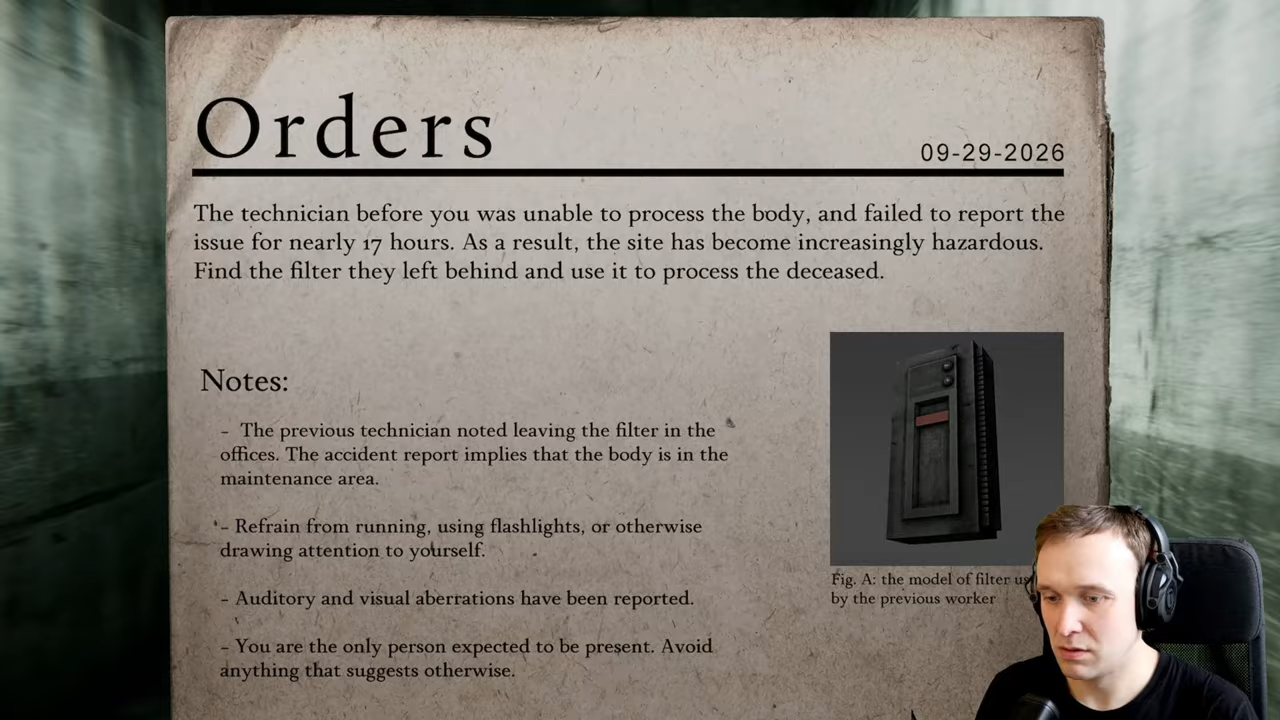 Orders
09-29-2026
The technician before you was unable to process the body, and failed to report the
issue for nearly 17 hours. As a result, the site has become increasingly hazardous.
Find the filter they left behind and use it to process the deceased.
Notes:
- The previous technician noted leaving the filter in the
offices. The accident report implies that the body is in the
maintenance area.
- Refrain from running, using flashlights, or otherwise
drawing attention to yourself.
- Auditory and visual aberrations have been reported.
- You are the only person expected to be present. Avoid
anything that suggests otherwise.
Fig. A: the model of filter
by the previous worker